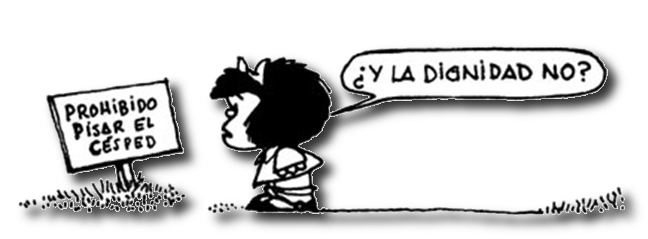 PROHIBIDO
PISAR EL
CÉSPED
¿Y LA DIGNIDAD NO?